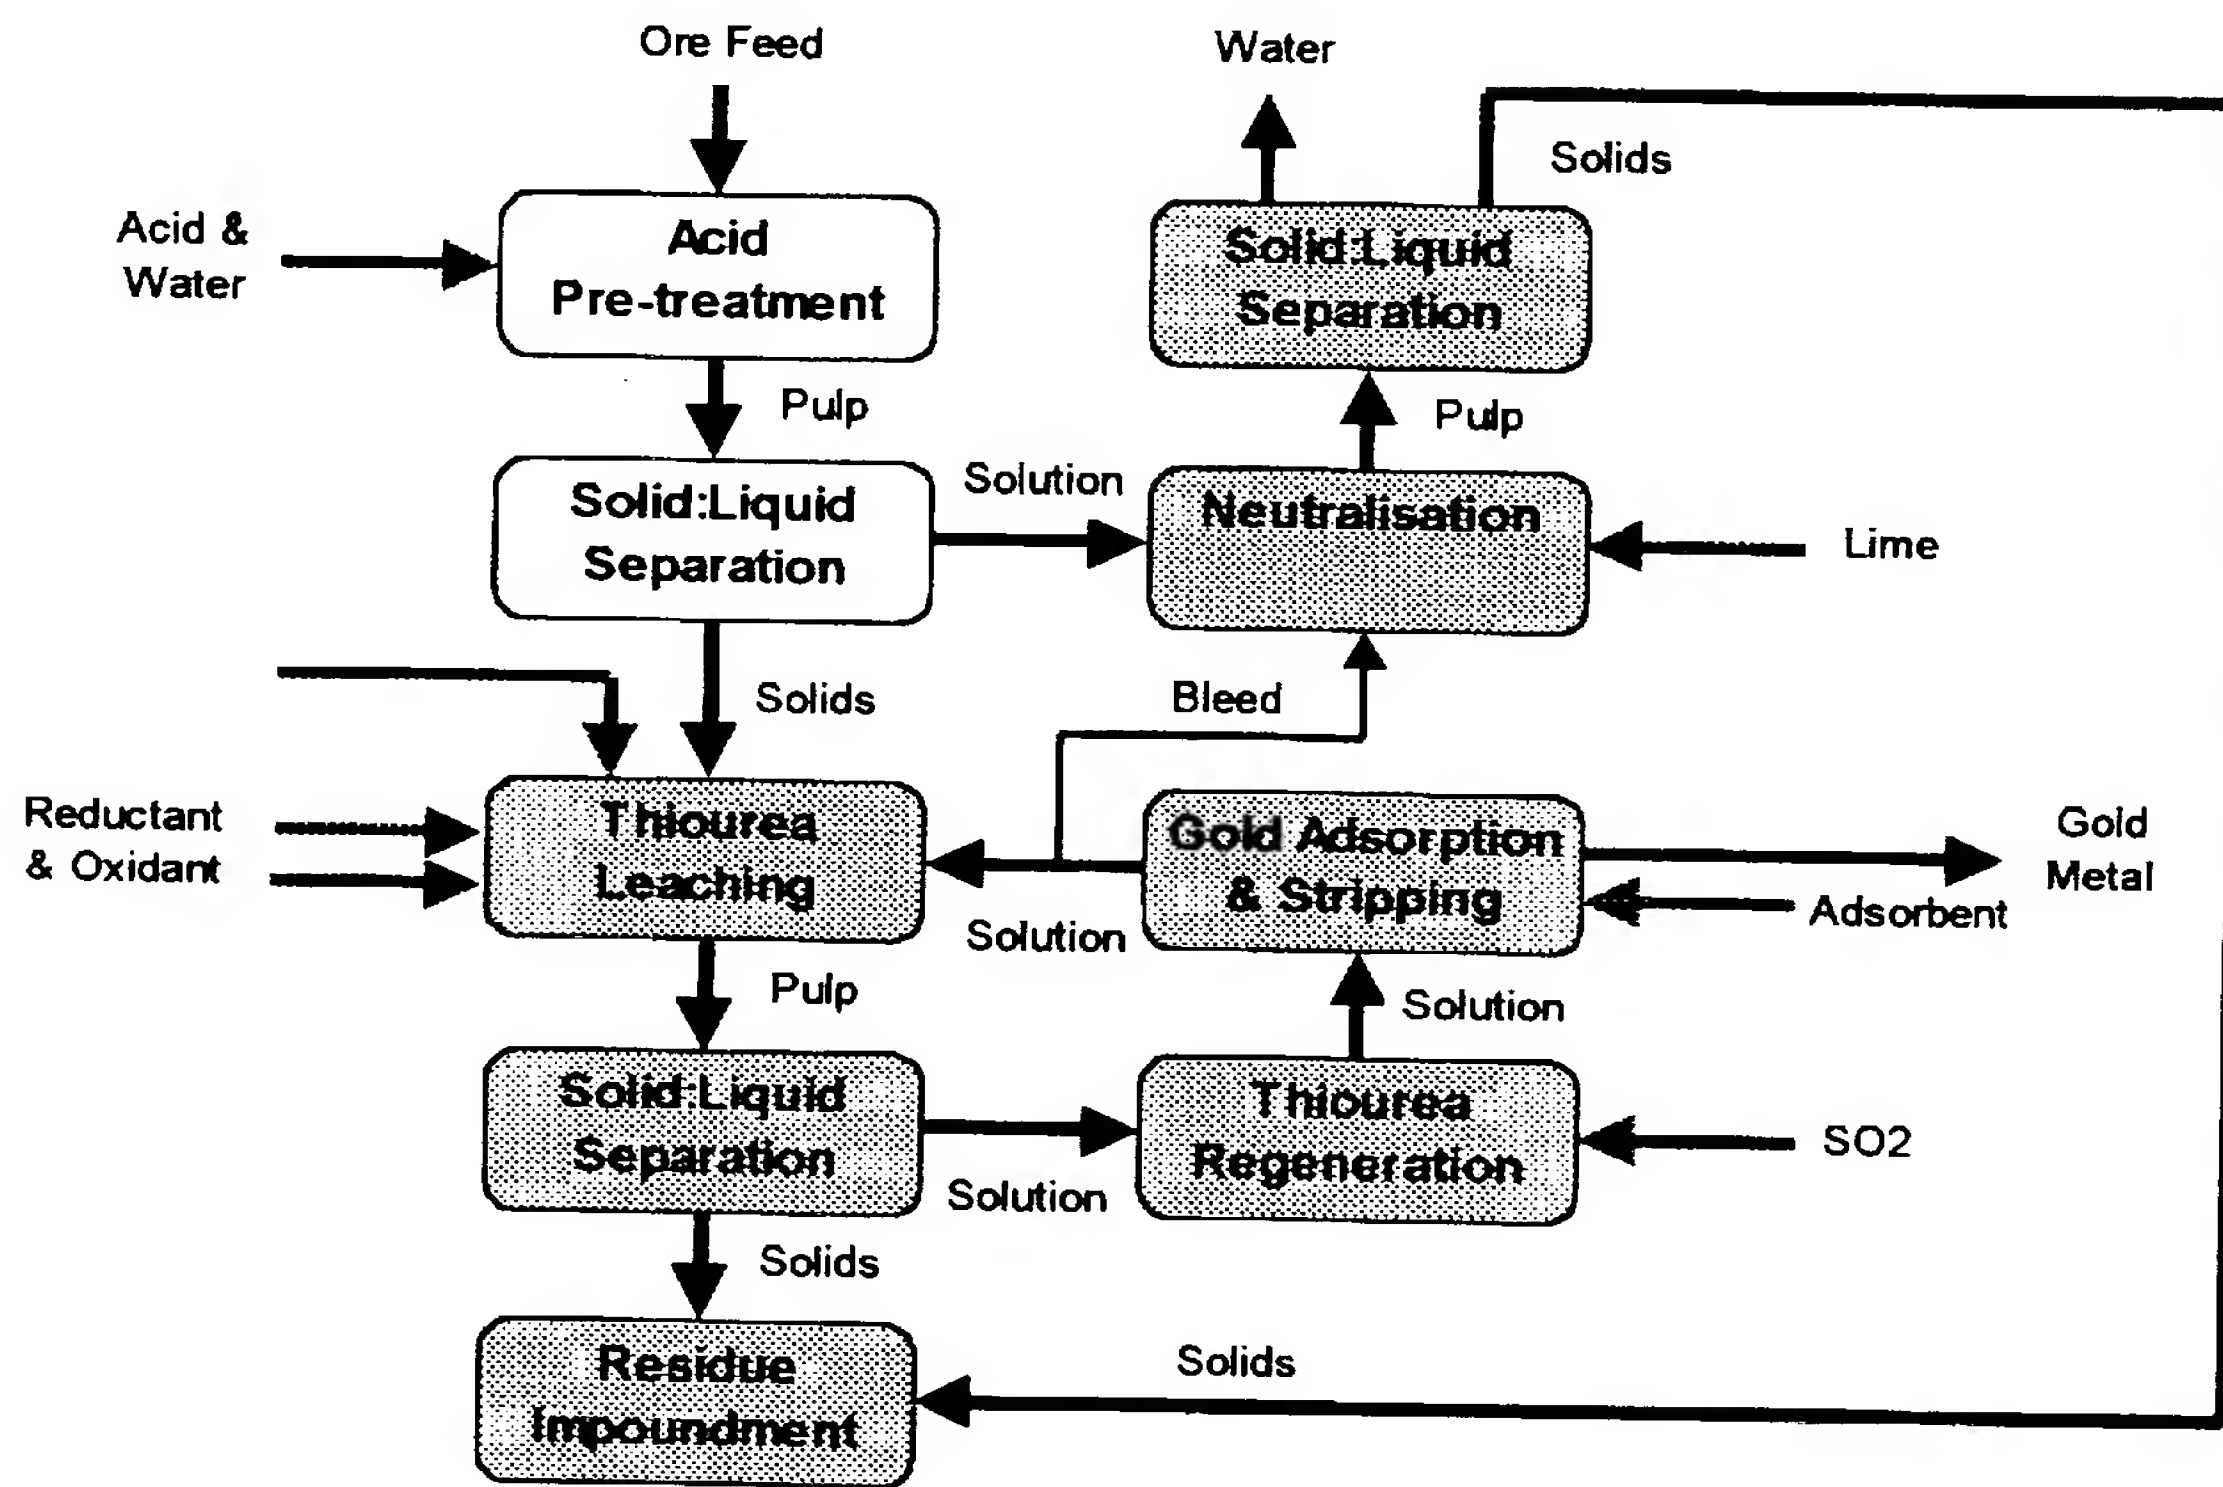 Ore Feed
Water
Solids
Acid &
Water
Acid
Pre-treatment
Solid:Liquid
Separation
Pulp
Pulp
Solution
Solid:Liquid
Separation
Neutralisation
Lime
Solids
Bleed
Reductant
& Oxidant
Thiourea
Leaching
Gold Adsorption
& Stripping
Gold
Metal
Adsorbent
Solution
Pulp
Solution
Solid:Liquid
Separation
Thiourea
Regeneration
SO2
Solution
Solids
Residue
Impoundment
Solids